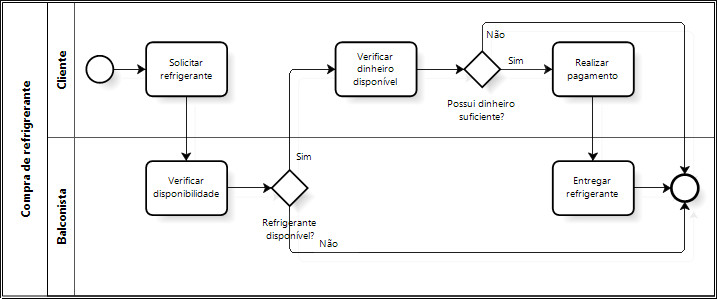 Compra de refrigrerante
Cliente
Solicitar
refrigerante
Verificar
dinheiro
disponível
Não
Sim
Possui dinheiro
suficiente?
Realizar
pagamento
Balconista
Verificar
disponibilidade
Sim
Refrigerante
disponível?
Não
Entregar
refrigerante